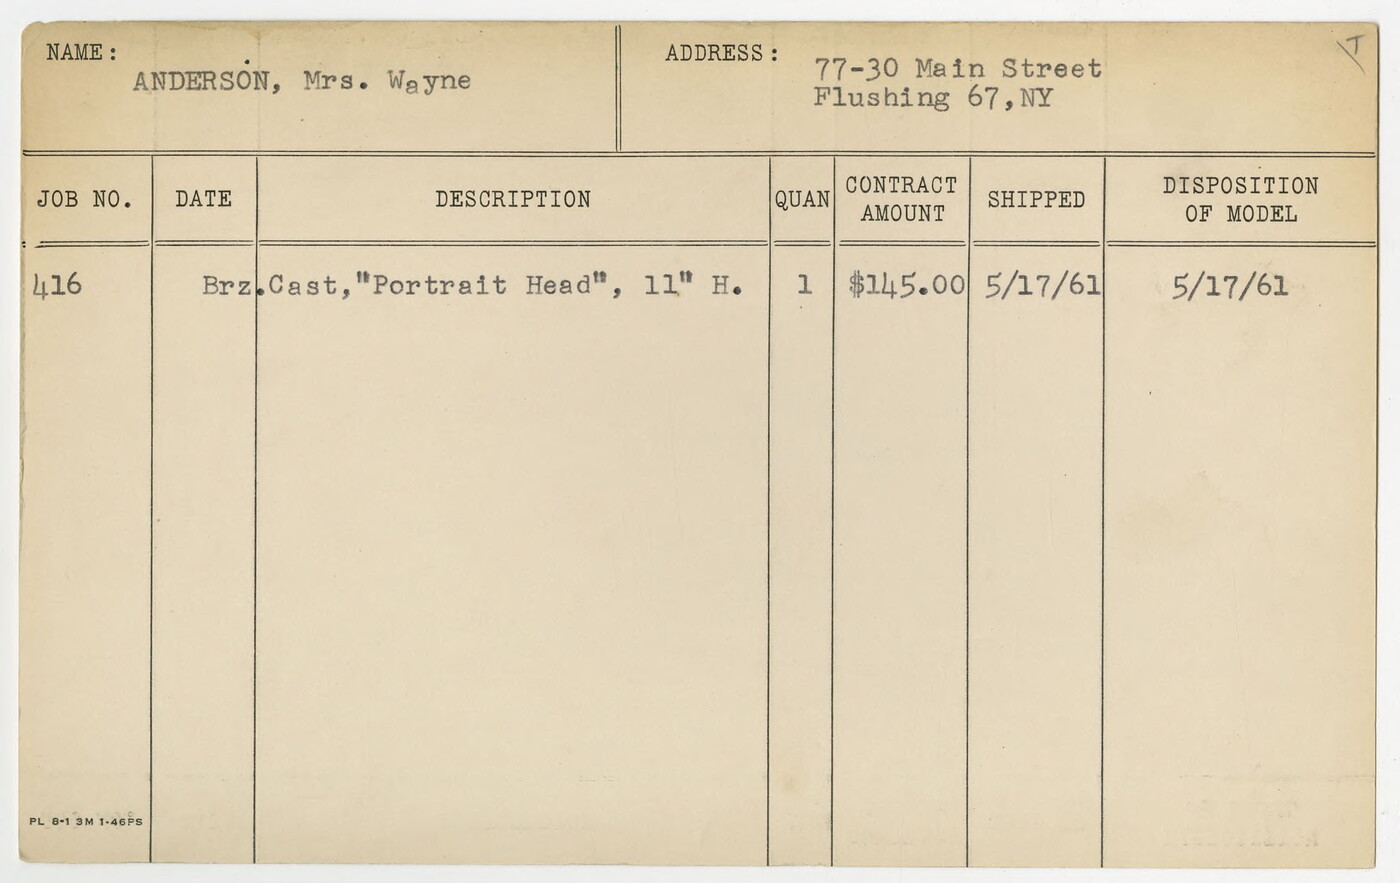 NAME: ADDRESS:
ANDERSON, Mrs. Wayne
77-30 Main Street
Flushing 67,NY
T
JOB NO. DATE DESCRIPTION QUAN CONTRACT AMOUNT SHIPPED DISPOSITION OF MODEL
416 Brz.Cast,"Portrait Head", 11" H. 1 $145.00 5/17/61 5/17/61
PL 8-1 3M 1-46PS